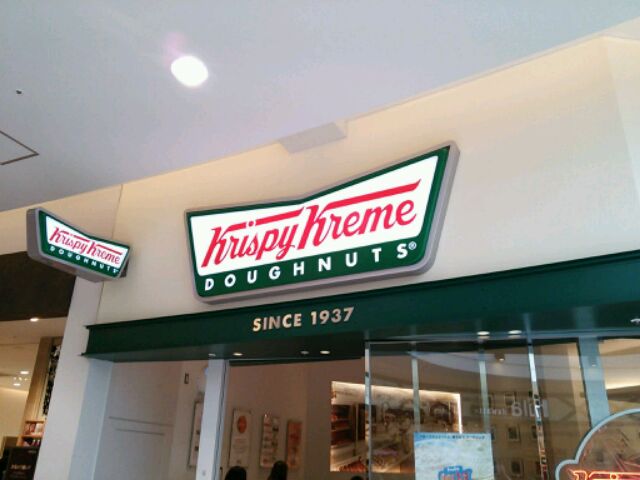 Krispy Kreme
DOUGHNUTS®
Krispy Kreme
DOUGHNUTS
SINCE 1937